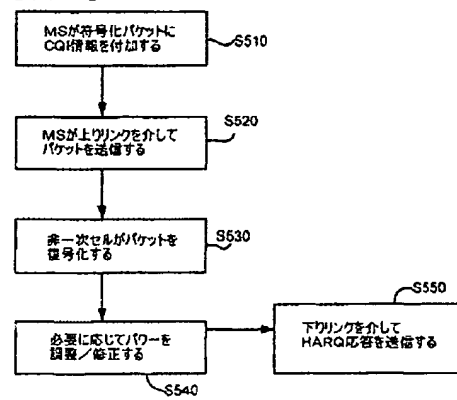 MSが符号化パケットに
CQI情報を付加する
S510
MSが上りリンクを介して
パケットを送信する
S520
非一次セルがパケットを
復号化する
S530
必要に応じてパワーを
調整／修正する
S540
下りリンクを介して
HARQ応答を送信する
S550